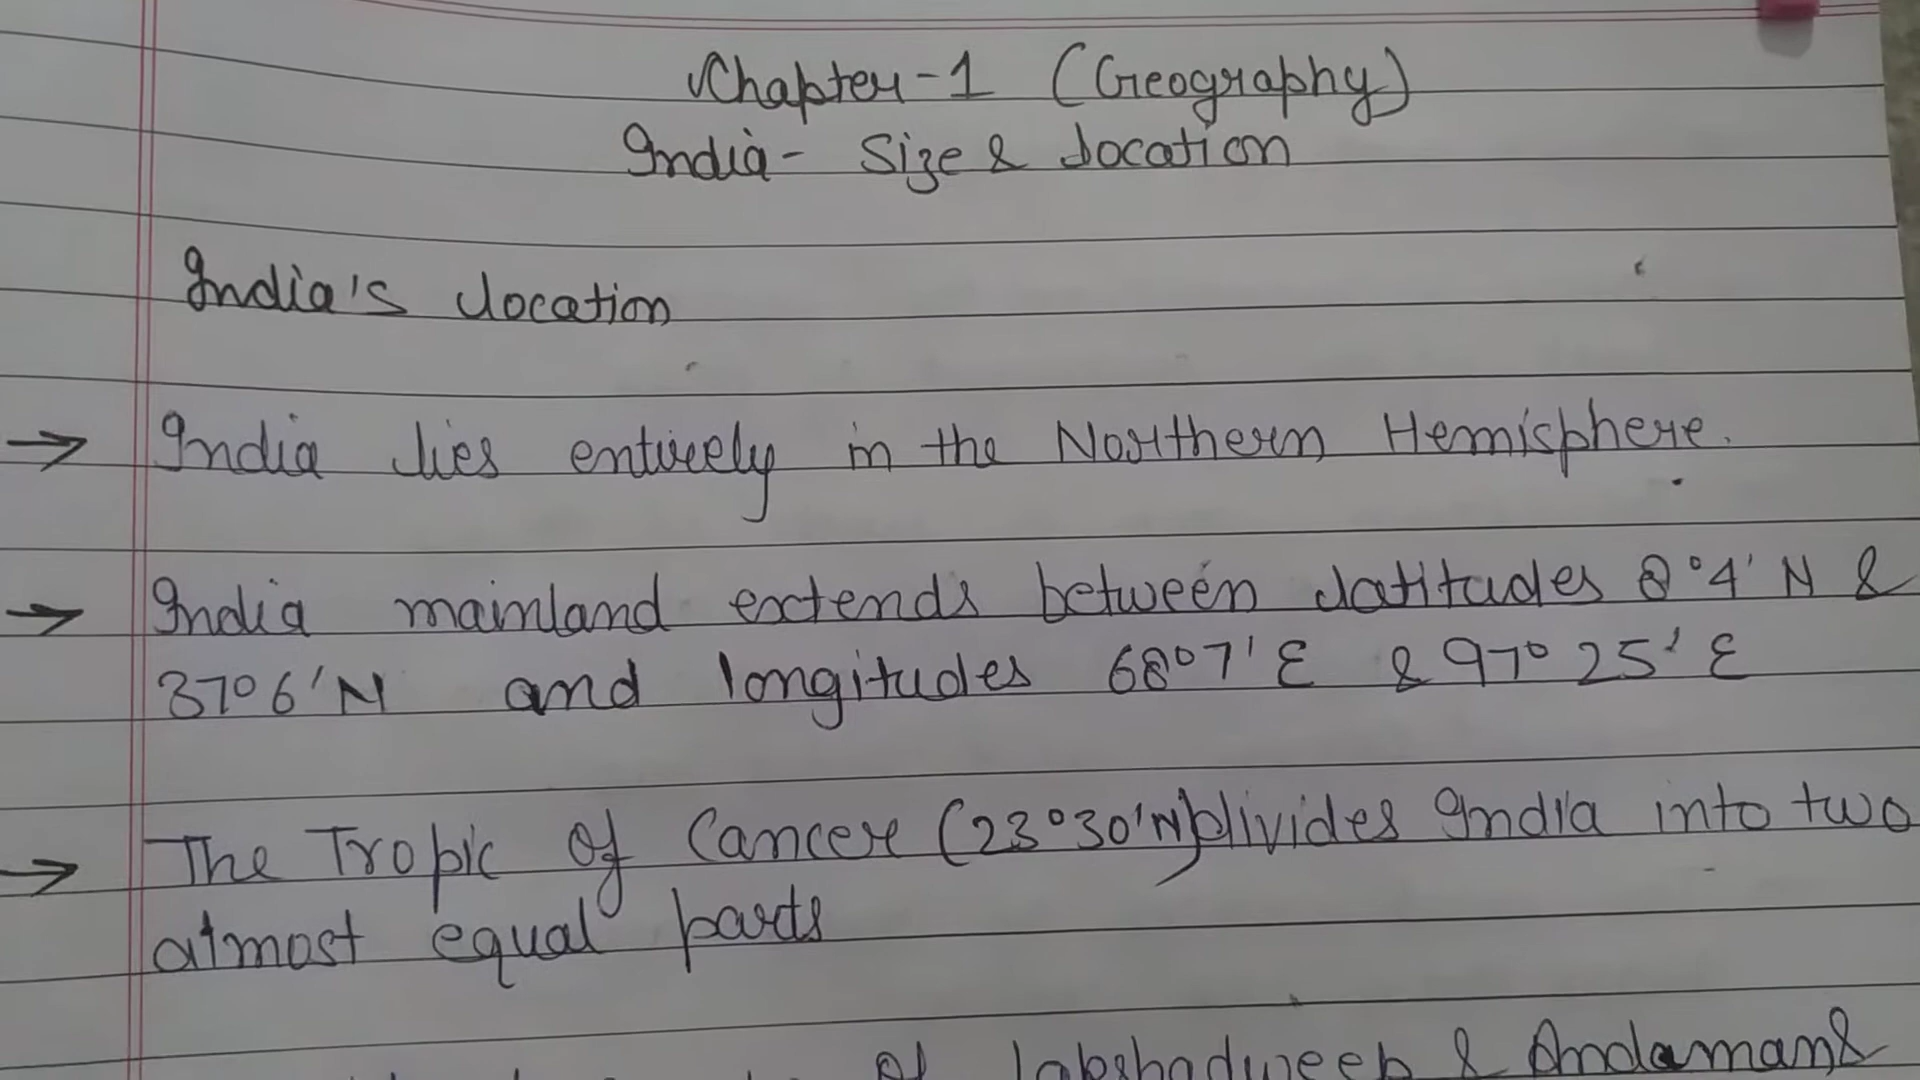 Chapter-1 (Geography)
India- Size & Location
India's Location
→ India lies entirely in the Northern Hemisphere.
→ India mainland extends between Latitudes 8°4'N &
37°6'N and longitudes 68°7'E & 97°25'E
→ The Tropic of Cancer (23°30'N) divides India into two
almost equal parts
of Lakshadweep & Andaman &